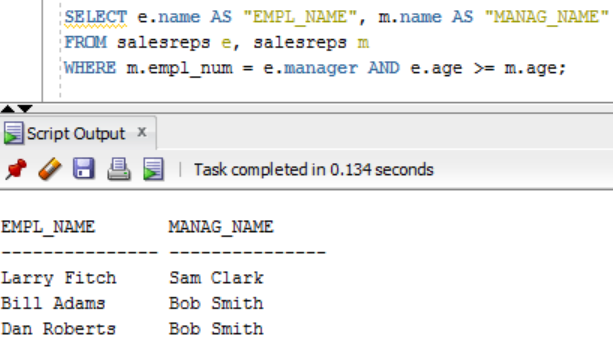 SELECT e.name AS "EMPL_NAME", m.name AS "MANAG_NAME"
FROM salesreps e, salesreps m
WHERE m.empl_num = e.manager AND e.age >= m.age;
Script Output x
Task completed in 0.134 seconds
EMPL_NAME       MANAG_NAME
--------------- ---------------
Larry Fitch     Sam Clark
Bill Adams      Bob Smith
Dan Roberts     Bob Smith